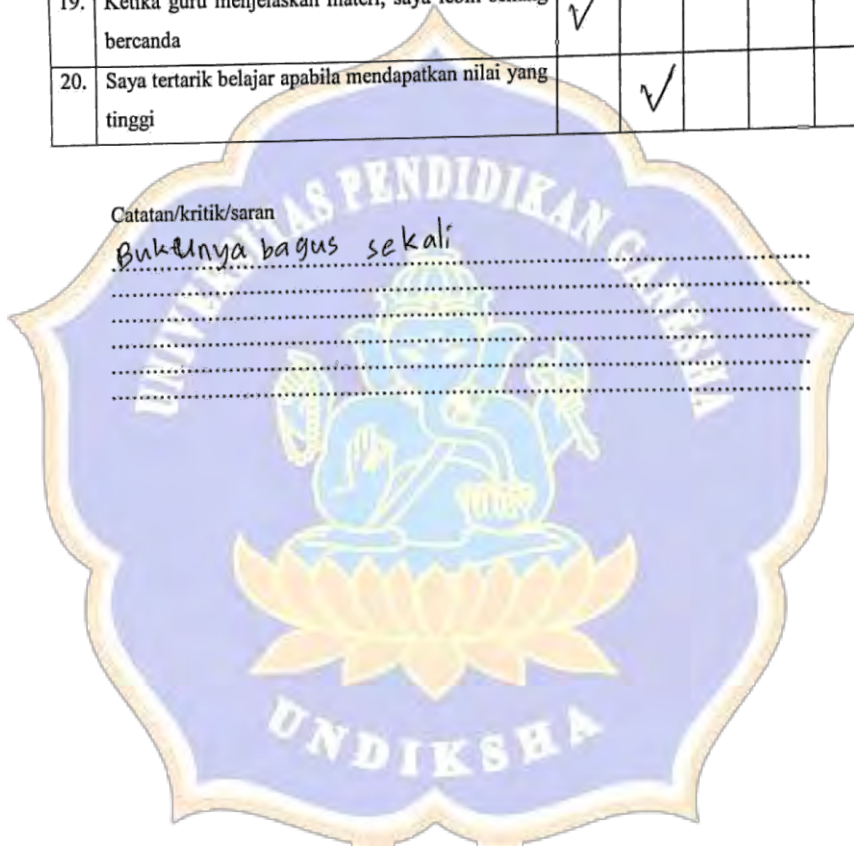 19. Ketika guru menjelaskan materi, saya lebih senang
bercanda
√
20. Saya tertarik belajar apabila mendapatkan nilai yang
tinggi
√
Catatan/kritik/saran
Bukunya bagus sekali
UNIVERSITAS PENDIDIKAN GANESHA
UNDIKSHA